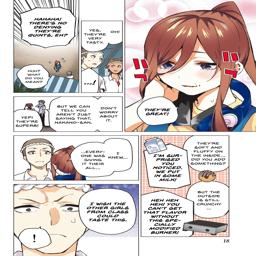 HAHAHA!
THERE'S NO
DENYING
THEY'RE
OURS, EH?
YES,
THEY'RE
VERY
TASTY.
OH!
HUH?
WHAT
DO YOU
MEAN?
THEY'RE
GREAT!
YEP!
THEY'RE
SUPERB!
BUT WE CAN
TELL YOU
AREN'T JUST
SAYING THAT,
NAKANO-SAN.
DON'T
WORRY
ABOUT
IT.
...EVERY-
ONE WAS
GIVING IT
THEIR
ALL...
I
KNEW...
I'M SUR-
PRISED
YOU
NOTICED.
WE PUT
IN SOME
MILK!
THEY'RE
SOFT AND
FLUFFY ON
THE INSIDE...
DID YOU ADD
SOMETHING?
BUT THE
OUTSIDE
IS STILL
CRUNCHY
...
HEH HEH
HEH! YOU
CAN'T GET
THAT FLAVOR
WITHOUT
THIS SPE-
CIALLY
MODIFIED
BURNER!
I WISH THE
OTHER GIRLS
FROM CLASS
COULD
TASTE THIS.
!
18